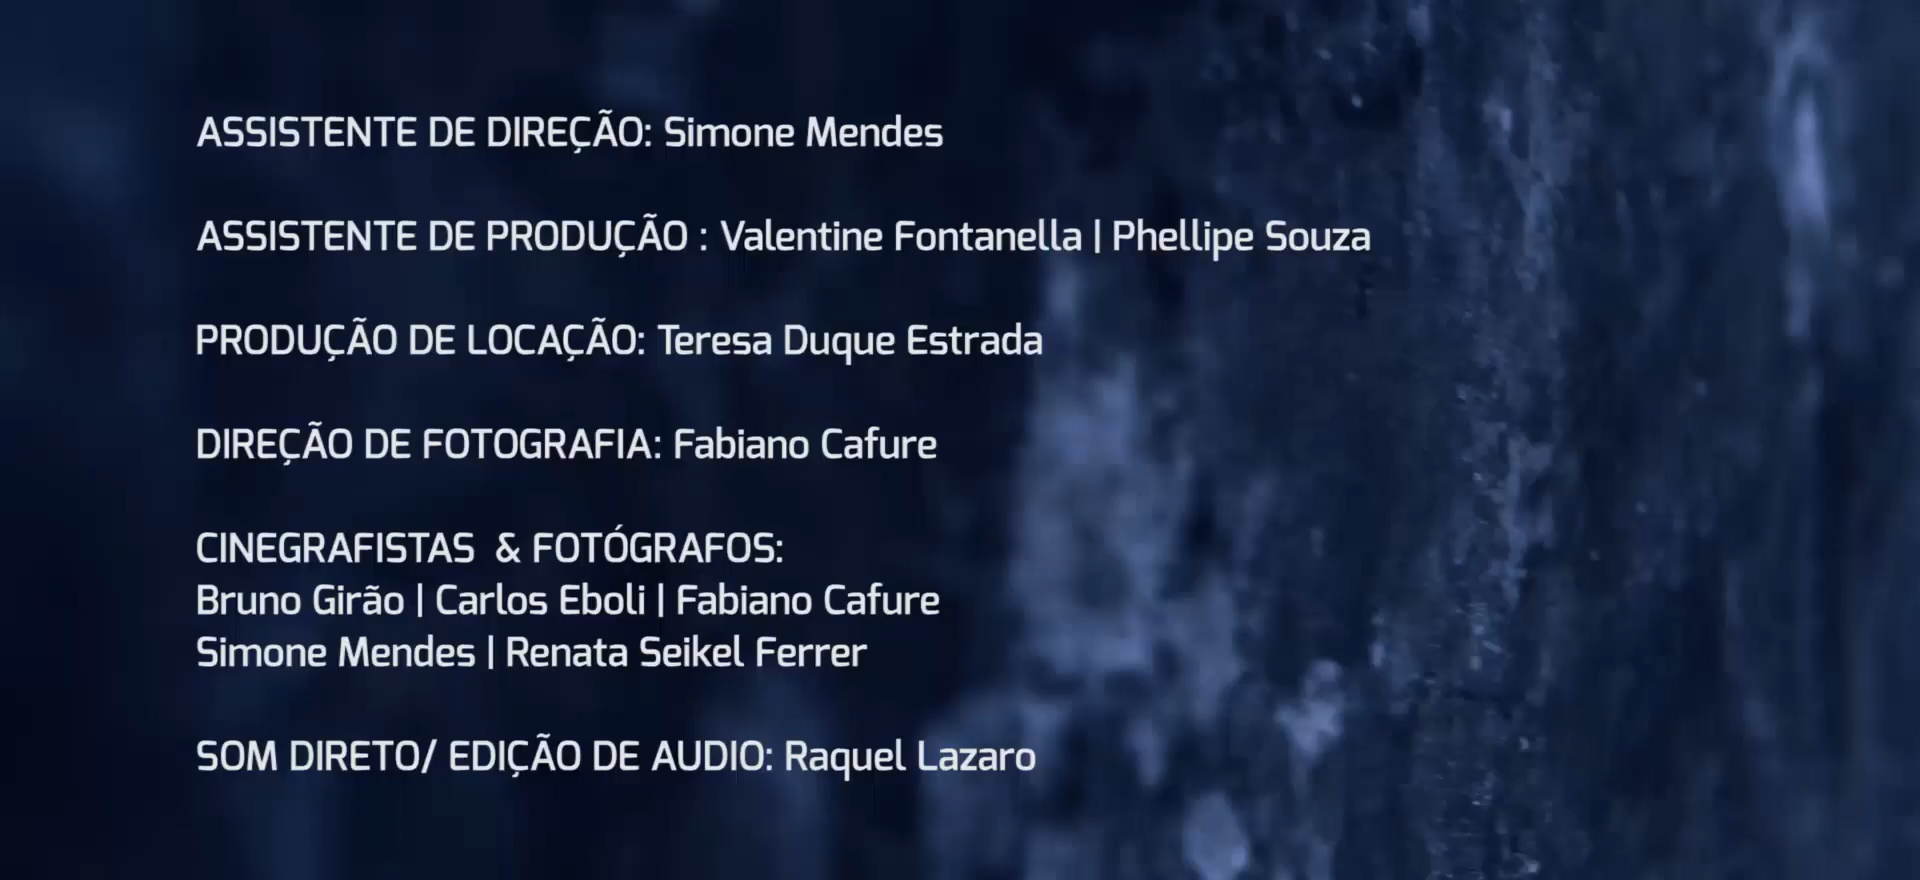 ASSISTENTE DE DIREÇÃO: Simone Mendes
ASSISTENTE DE PRODUÇÃO : Valentine Fontanella | Phellipe Souza
PRODUÇÃO DE LOCAÇÃO: Teresa Duque Estrada
DIREÇÃO DE FOTOGRAFIA: Fabiano Cafure
CINEGRAFISTAS  & FOTÓGRAFOS:
Bruno Girão | Carlos Eboli | Fabiano Cafure
Simone Mendes | Renata Seikel Ferrer
SOM DIRETO/ EDIÇÃO DE AUDIO: Raquel Lazaro